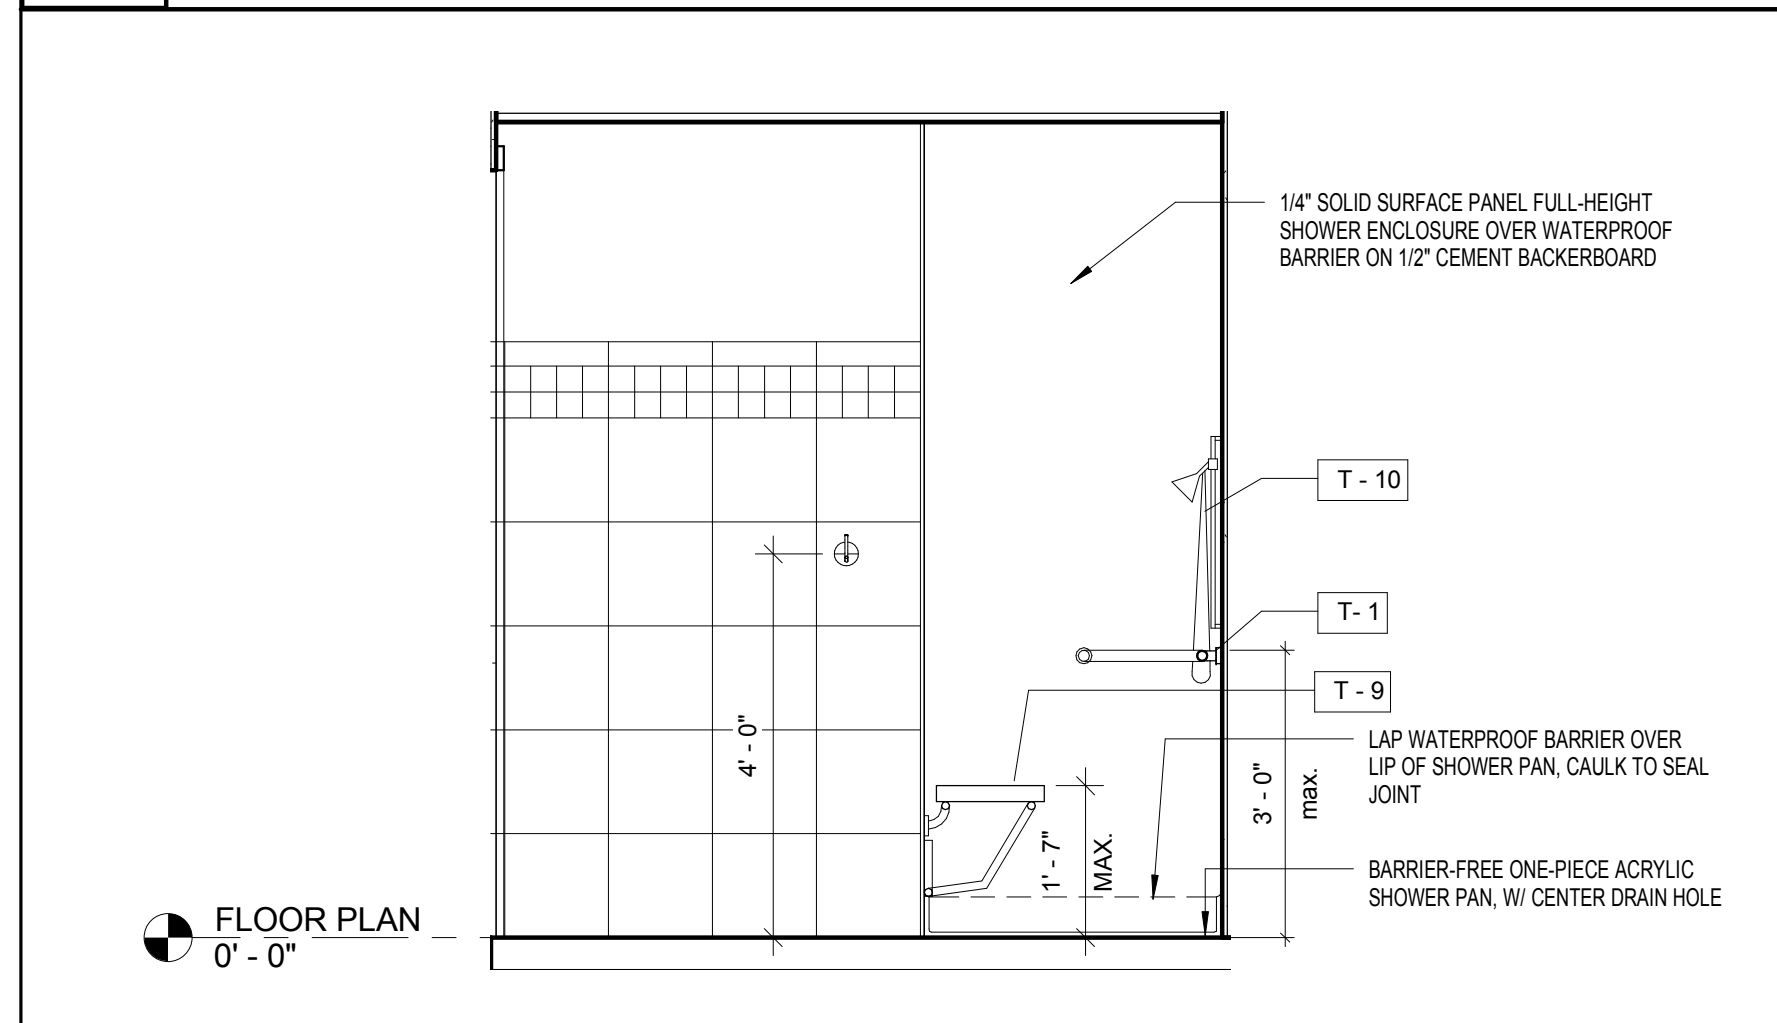 1/4" SOLID SURFACE PANEL FULL-HEIGHT
SHOWER ENCLOSURE OVER WATERPROOF
BARRIER ON 1/2" CEMENT BACKERBOARD
T - 10
T- 1
T - 9
LAP WATERPROOF BARRIER OVER
LIP OF SHOWER PAN, CAULK TO SEAL
JOINT
4' - 0"
1' - 7"
MAX.
3' - 0"
max.
BARRIER-FREE ONE-PIECE ACRYLIC
SHOWER PAN, W/ CENTER DRAIN HOLE
FLOOR PLAN
0' - 0"